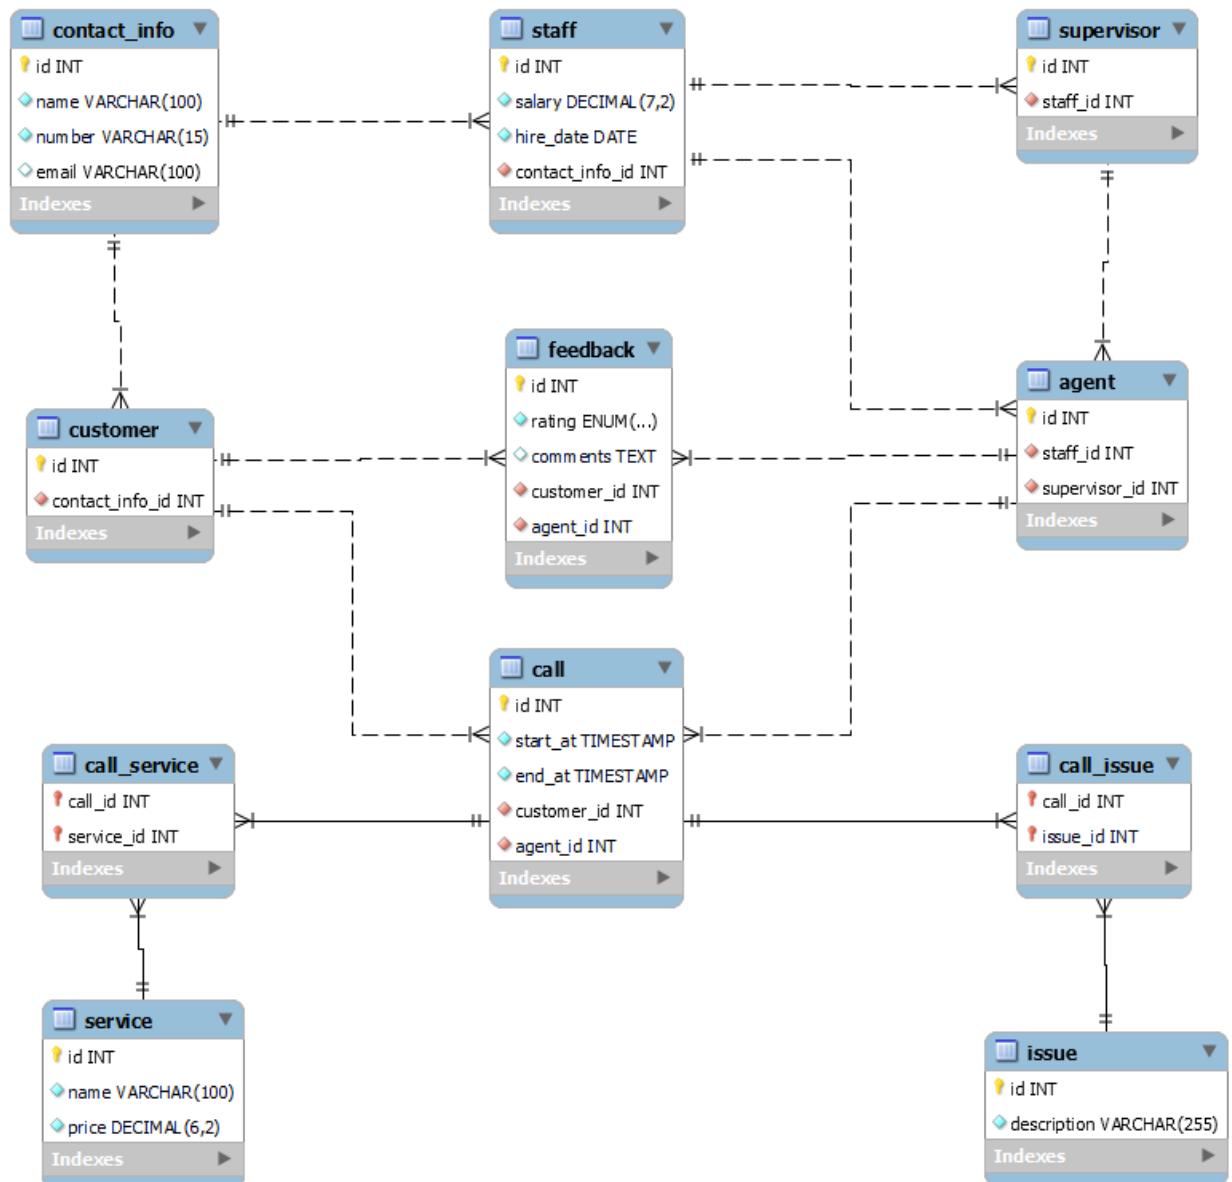 contact_info
id INT
name VARCHAR(100)
number VARCHAR(15)
email VARCHAR(100)
Indexes
staff
id INT
salary DECIMAL(7,2)
hire_date DATE
contact_info_id INT
Indexes
supervisor
id INT
staff_id INT
Indexes
customer
id INT
contact_info_id INT
Indexes
feedback
id INT
rating ENUM(...)
comments TEXT
customer_id INT
agent_id INT
Indexes
agent
id INT
staff_id INT
supervisor_id INT
Indexes
call_service
call_id INT
service_id INT
Indexes
call
id INT
start_at TIMESTAMP
end_at TIMESTAMP
customer_id INT
agent_id INT
Indexes
call_issue
call_id INT
issue_id INT
Indexes
service
id INT
name VARCHAR(100)
price DECIMAL(6,2)
Indexes
issue
id INT
description VARCHAR(255)
Indexes